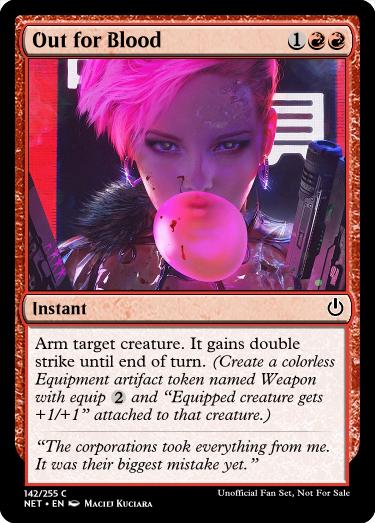 Out for Blood 1
Instant
Arm target creature. It gains double
strike until end of turn. (Create a colorless
Equipment artifact token named Weapon
with equip 2 and “Equipped creature gets
+1/+1” attached to that creature.)
“The corporations took everything from me.
It was their biggest mistake yet.”
142/255 C
NET • EN Maciej Kuciara
Unofficial Fan Set, Not For Sale